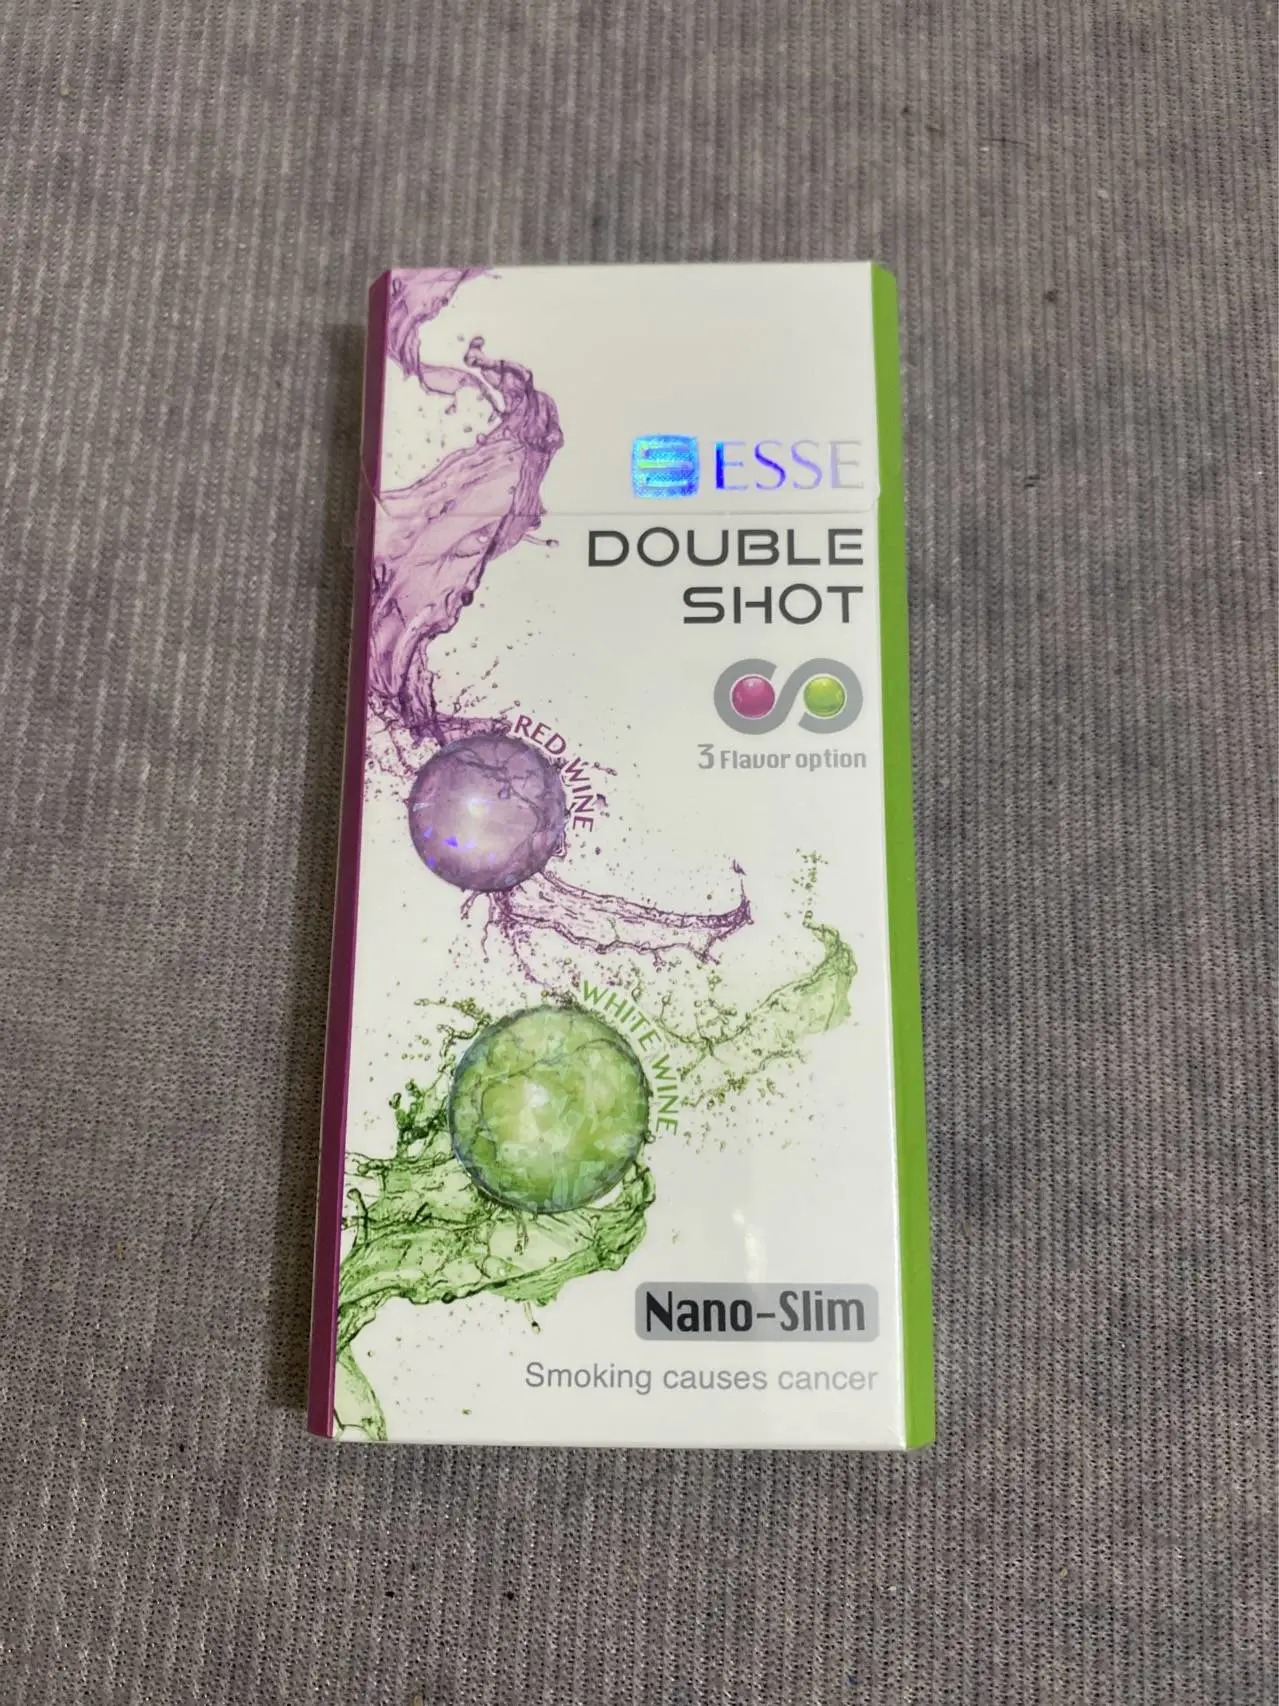 ESSE
DOUBLE
SHOT
3 Flavor option
RED WINE
WHITE WINE
Nano-Slim
Smoking causes cancer